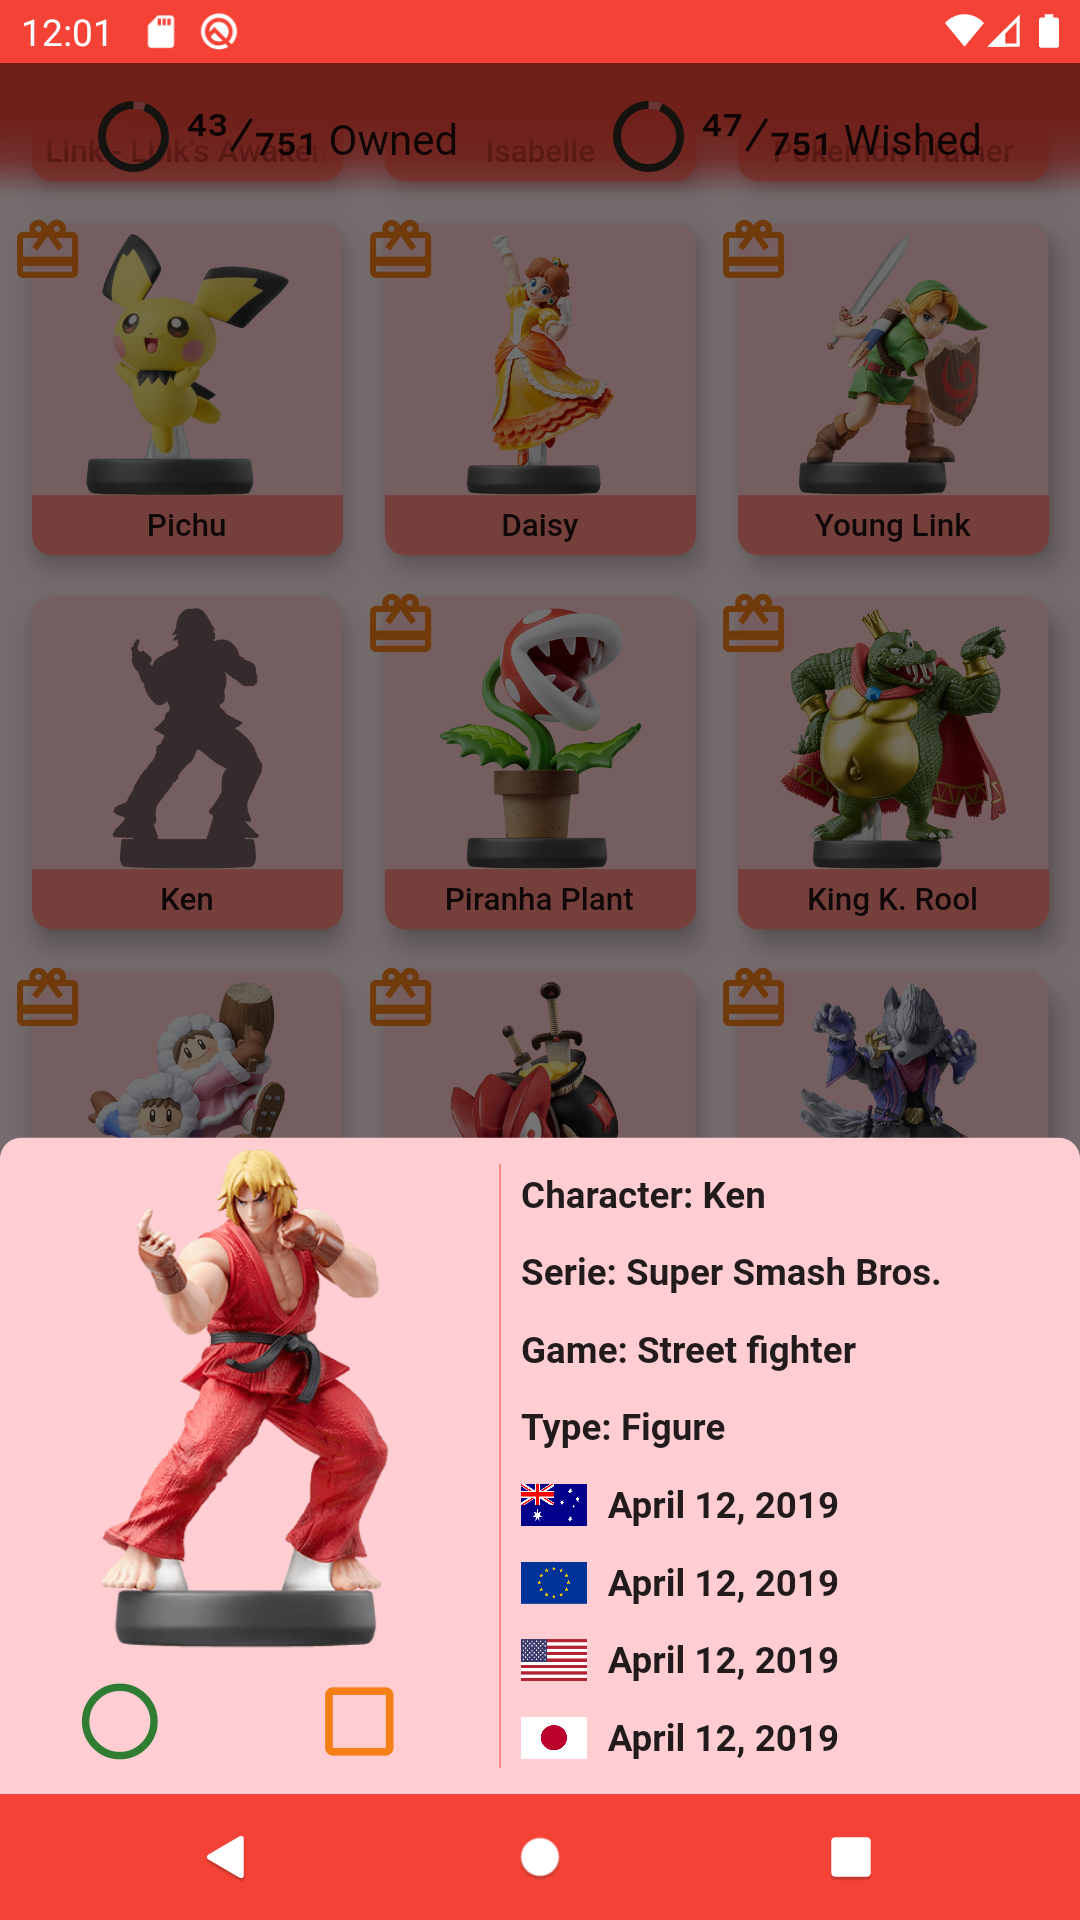 12:01
43/751 Owned
47/751 Wished
Link - Link's Awaken
Isabelle
Pokemon Trainer
Pichu
Daisy
Young Link
Ken
Piranha Plant
King K. Rool
Character: Ken
Serie: Super Smash Bros.
Game: Street fighter
Type: Figure
April 12, 2019
April 12, 2019
April 12, 2019
April 12, 2019